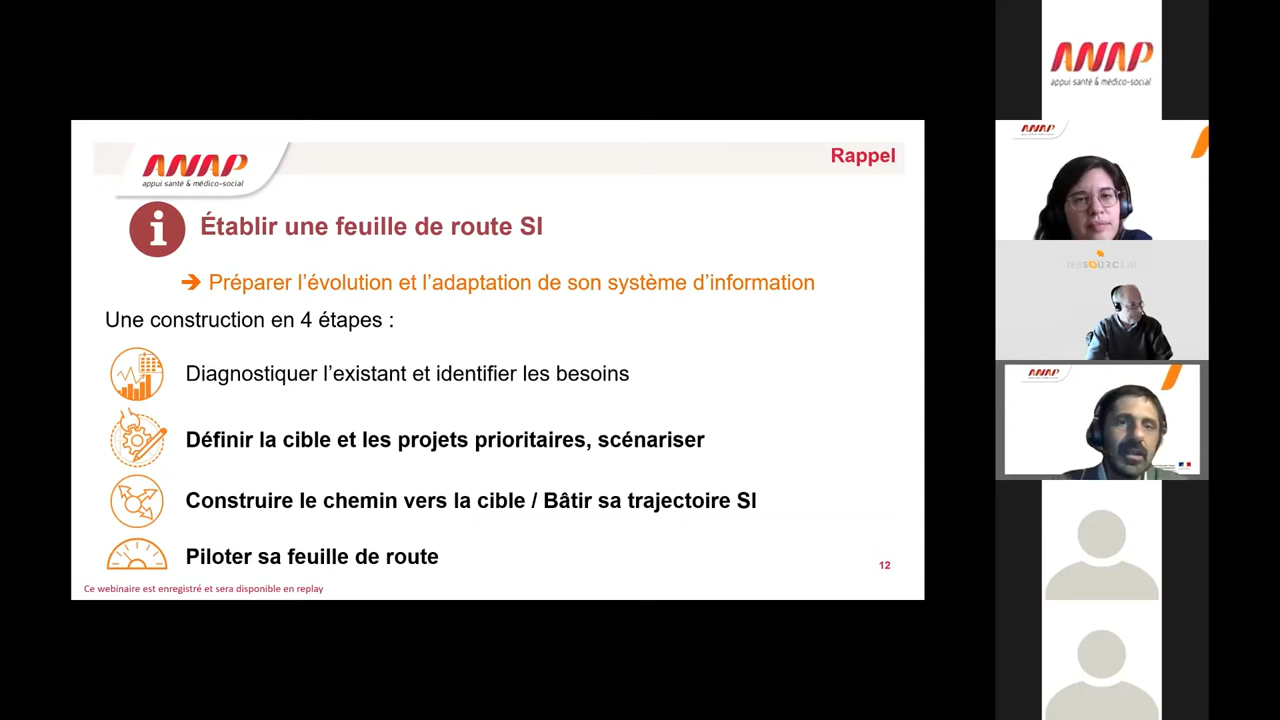 ANAP
appui santé & médico-social
Rappel
Établir une feuille de route SI
➔ Préparer l’évolution et l’adaptation de son système d’information
Une construction en 4 étapes :
Diagnostiquer l’existant et identifier les besoins
Définir la cible et les projets prioritaires, scénariser
Construire le chemin vers la cible / Bâtir sa trajectoire SI
Piloter sa feuille de route
12
Ce webinaire est enregistré et sera disponible en replay
ANAP
appui santé & médico-social
ANAP
ANAP